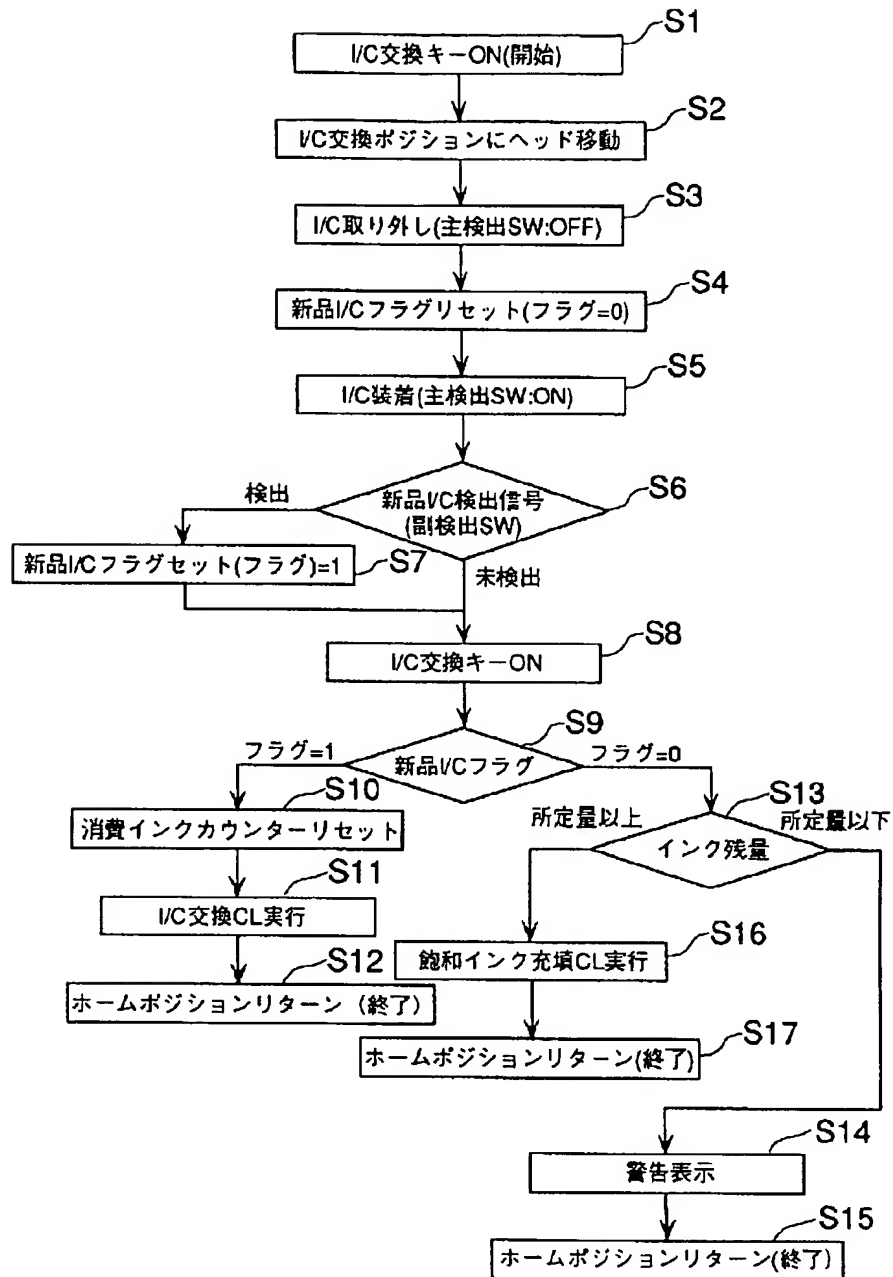 S1
I/C交換キーON(開始)
S2
I/C交換ポジションにヘッド移動
S3
I/C取り外し(主検出SW:OFF)
S4
新品I/Cフラグリセット(フラグ=0)
S5
I/C装着(主検出SW:ON)
S6
検出
新品I/C検出信号
(副検出SW)
新品I/Cフラグセット(フラグ)=1
S7
未検出
S8
I/C交換キーON
S9
フラグ=1
新品I/Cフラグ
フラグ=0
S10
消費インクカウンターリセット
S13
所定量以上
所定量以下
インク残量
S11
I/C交換CL実行
S16
飽和インク充填CL実行
S12
ホームポジションリターン (終了)
S17
ホームポジションリターン(終了)
S14
警告表示
S15
ホームポジションリターン(終了)